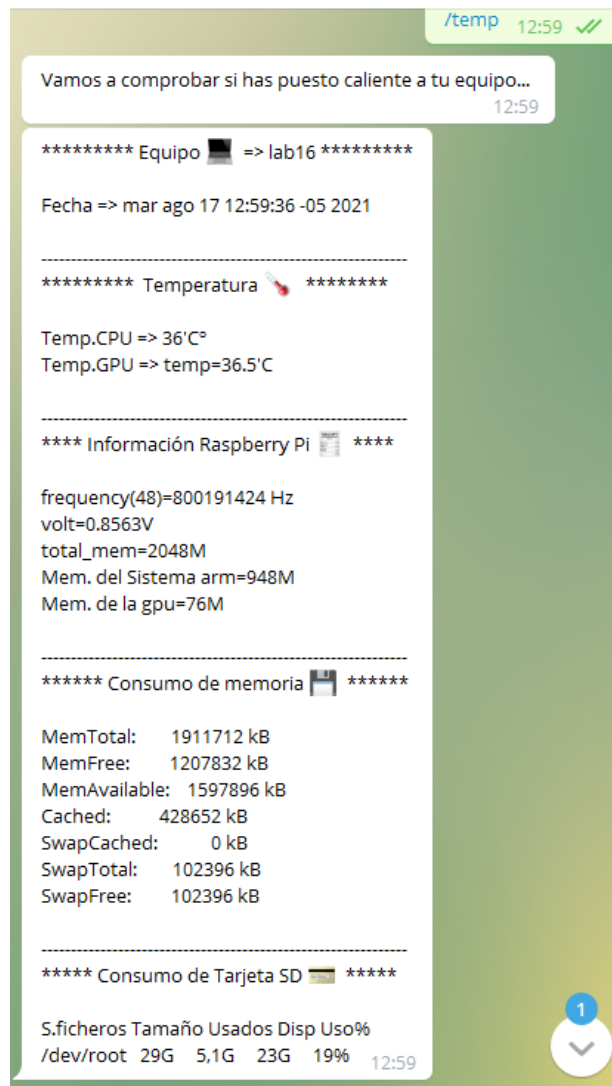 /temp 12:59
Vamos a comprobar si has puesto caliente a tu equipo...
12:59
********* Equipo 💻 => lab16 *********
Fecha => mar ago 17 12:59:36 -05 2021
-------------------------------------------------------------
********* Temperatura 🌡️ ********
Temp.CPU => 36'Cº
Temp.GPU => temp=36.5'C
-------------------------------------------------------------
**** Información Raspberry Pi 🧾 ****
frequency(48)=800191424 Hz
volt=0.8563V
total_mem=2048M
Mem. del Sistema arm=948M
Mem. de la gpu=76M
-------------------------------------------------------------
****** Consumo de memoria 💾 ******
MemTotal: 1911712 kB
MemFree: 1207832 kB
MemAvailable: 1597896 kB
Cached: 428652 kB
SwapCached: 0 kB
SwapTotal: 102396 kB
SwapFree: 102396 kB
-------------------------------------------------------------
***** Consumo de Tarjeta SD 💳 *****
S.ficheros Tamaño Usados Disp Uso%
/dev/root 29G 5,1G 23G 19% 12:59
1